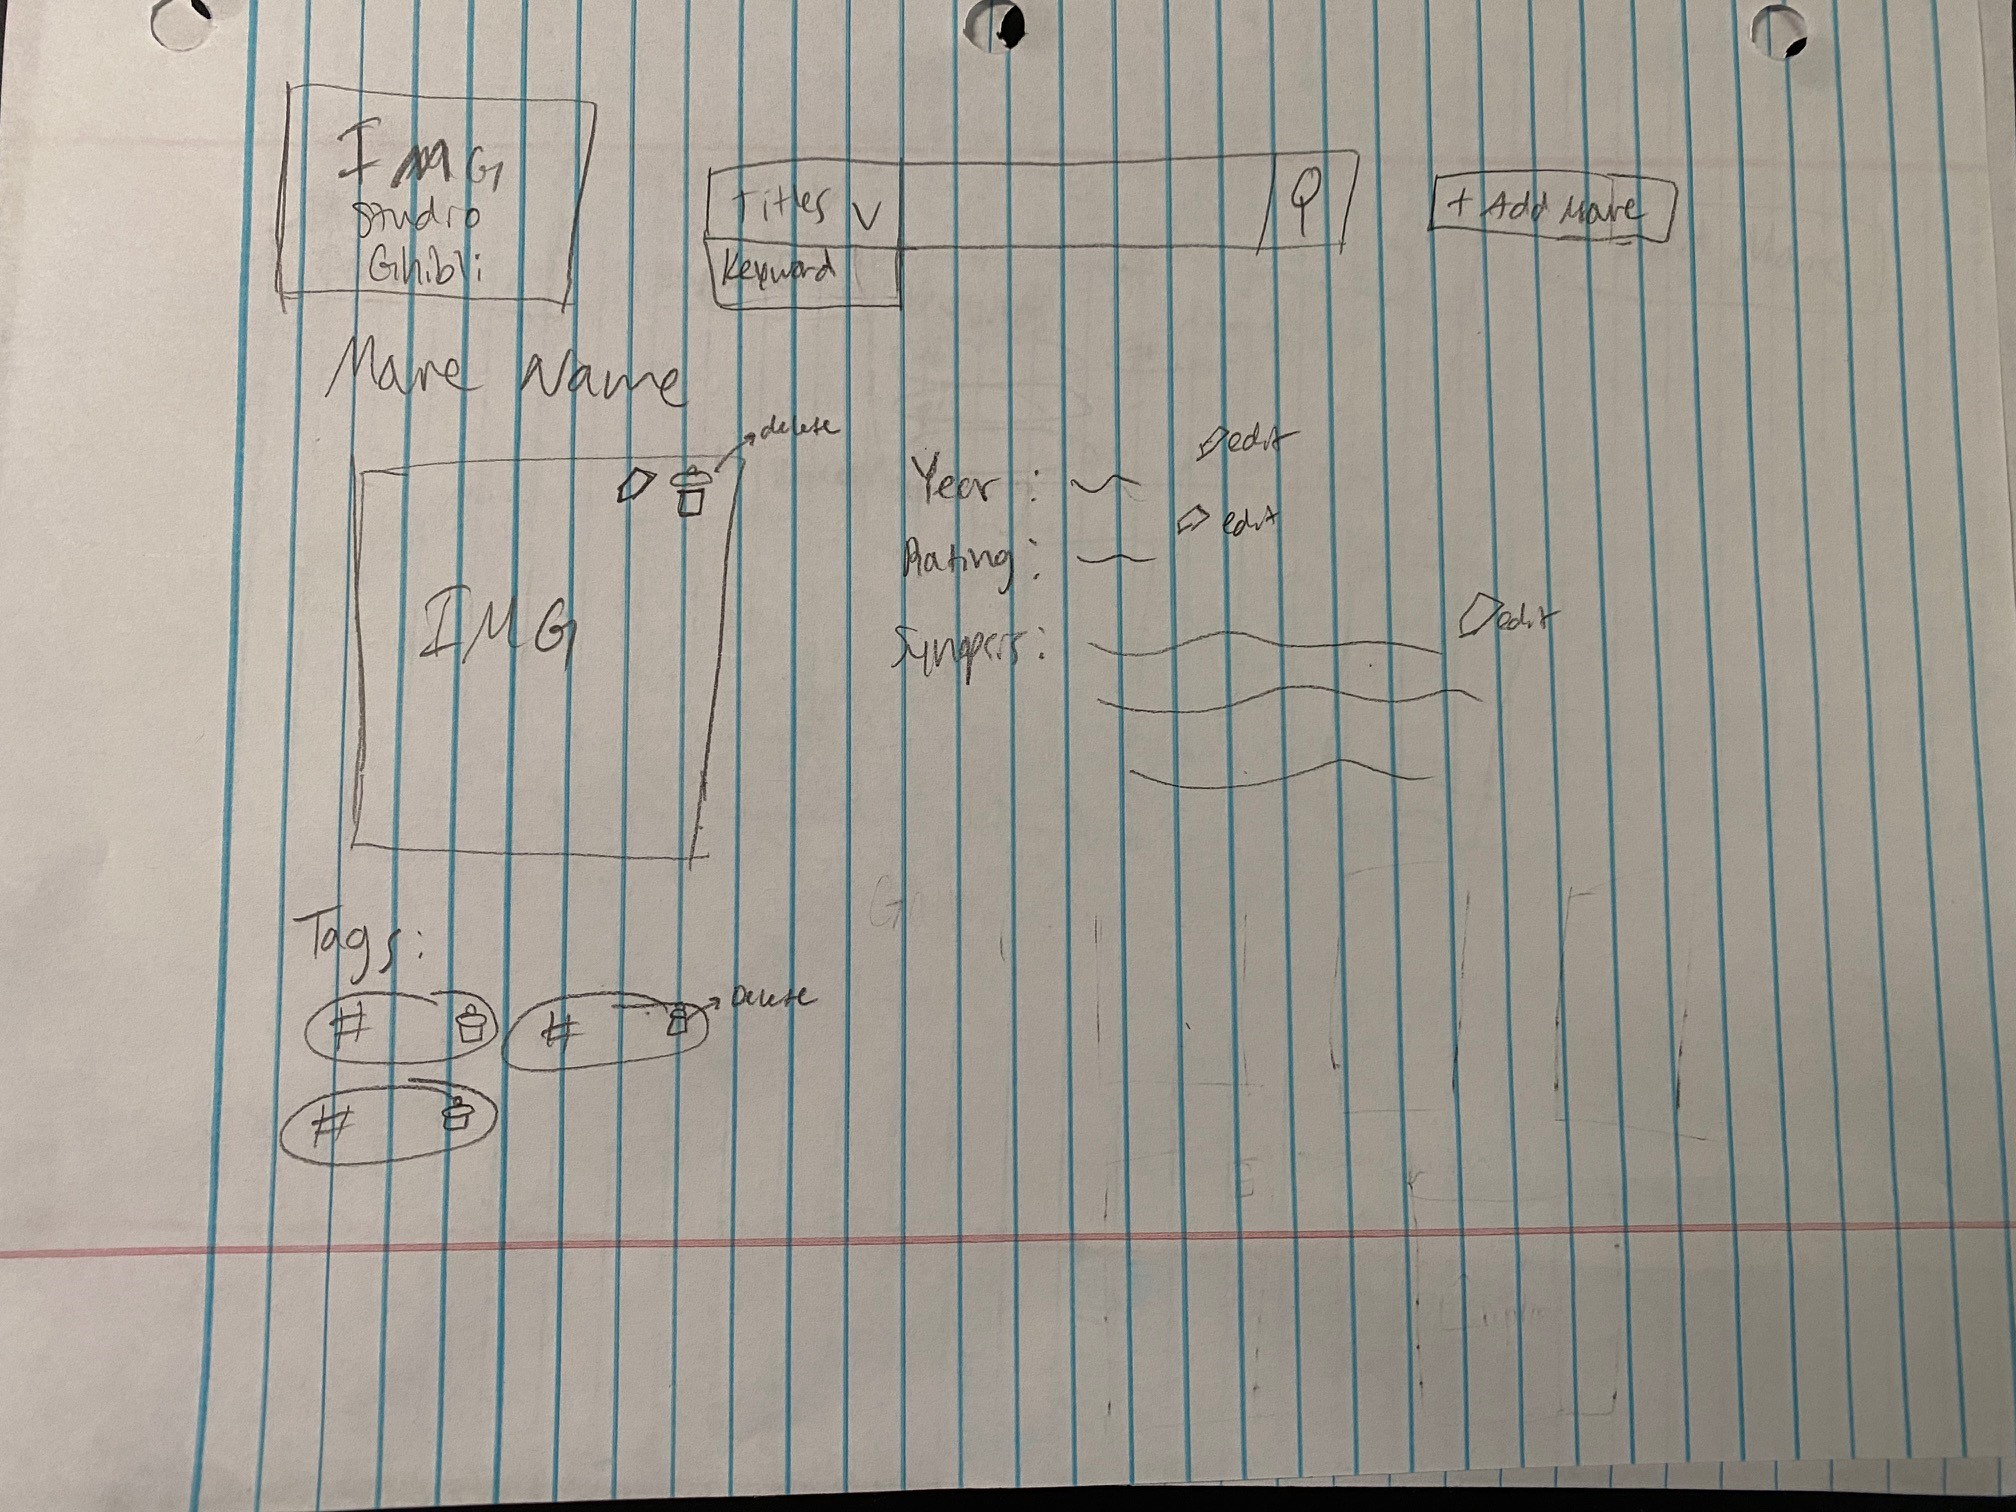 IMG
Studio
Ghibli
Titles V
Keyword
+ Add Movie
Movie Name
delete
IMG
Year :
edit
Rating :
edit
Synopsis :
edit
Tags :
#
# Delete
#